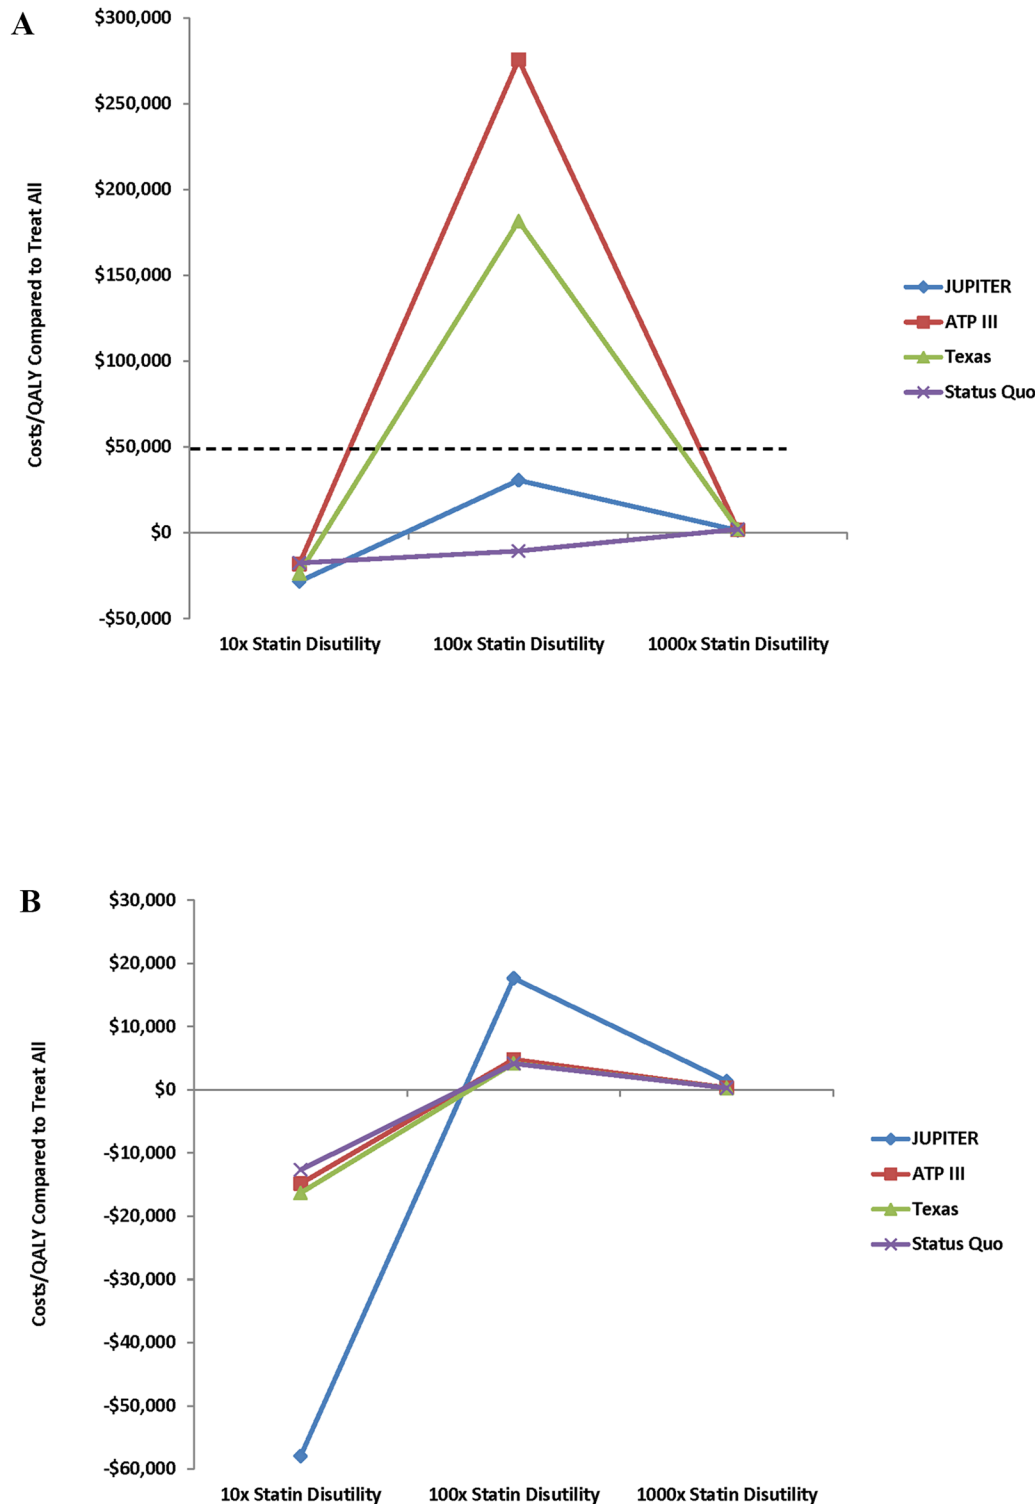 A
$300,000
$250,000
$200,000
$150,000
$100,000
$50,000
$0
-$50,000
Costs/QALY Compared to Treat All
10x Statin Disutility
100x Statin Disutility
1000x Statin Disutility
JUPITER
ATP III
Texas
Status Quo
B
$30,000
$20,000
$10,000
$0
-$10,000
-$20,000
-$30,000
-$40,000
-$50,000
-$60,000
Costs/QALY Compared to Treat All
10x Statin Disutility
100x Statin Disutility
1000x Statin Disutility
JUPITER
ATP III
Texas
Status Quo